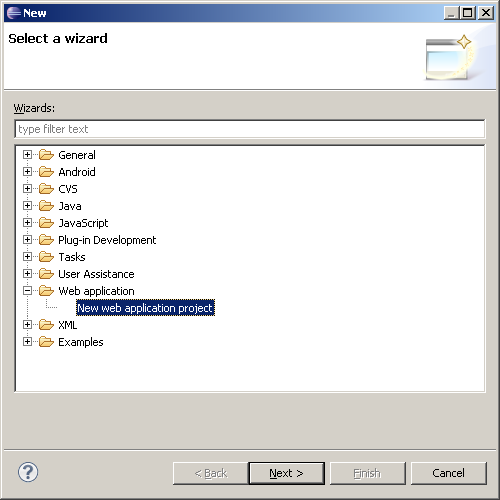 New
Select a wizard
Wizards:
type filter text
General
Android
CVS
Java
JavaScript
Plug-in Development
Tasks
User Assistance
Web application
New web application project
XML
Examples
< Back
Next >
Finish
Cancel